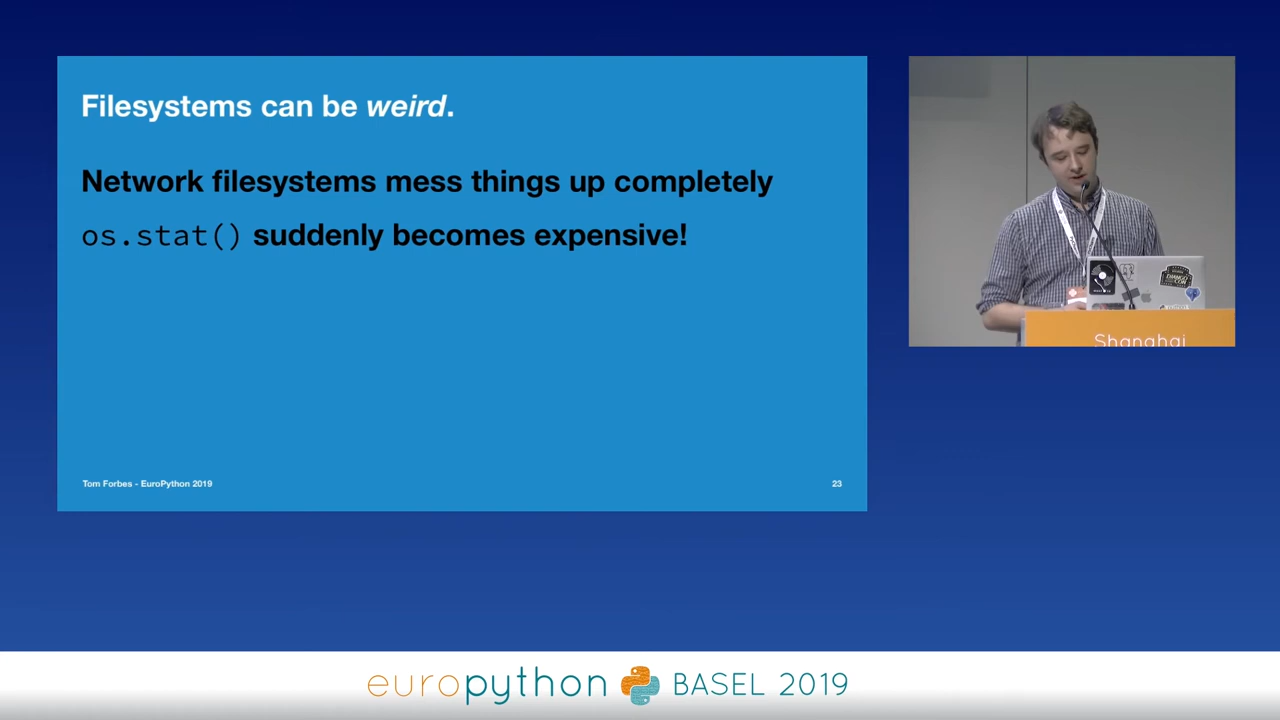 Filesystems can be weird.
Network filesystems mess things up completely
os.stat() suddenly becomes expensive!
Tom Forbes - EuroPython 2019
23
Shanghai
europython BASEL 2019